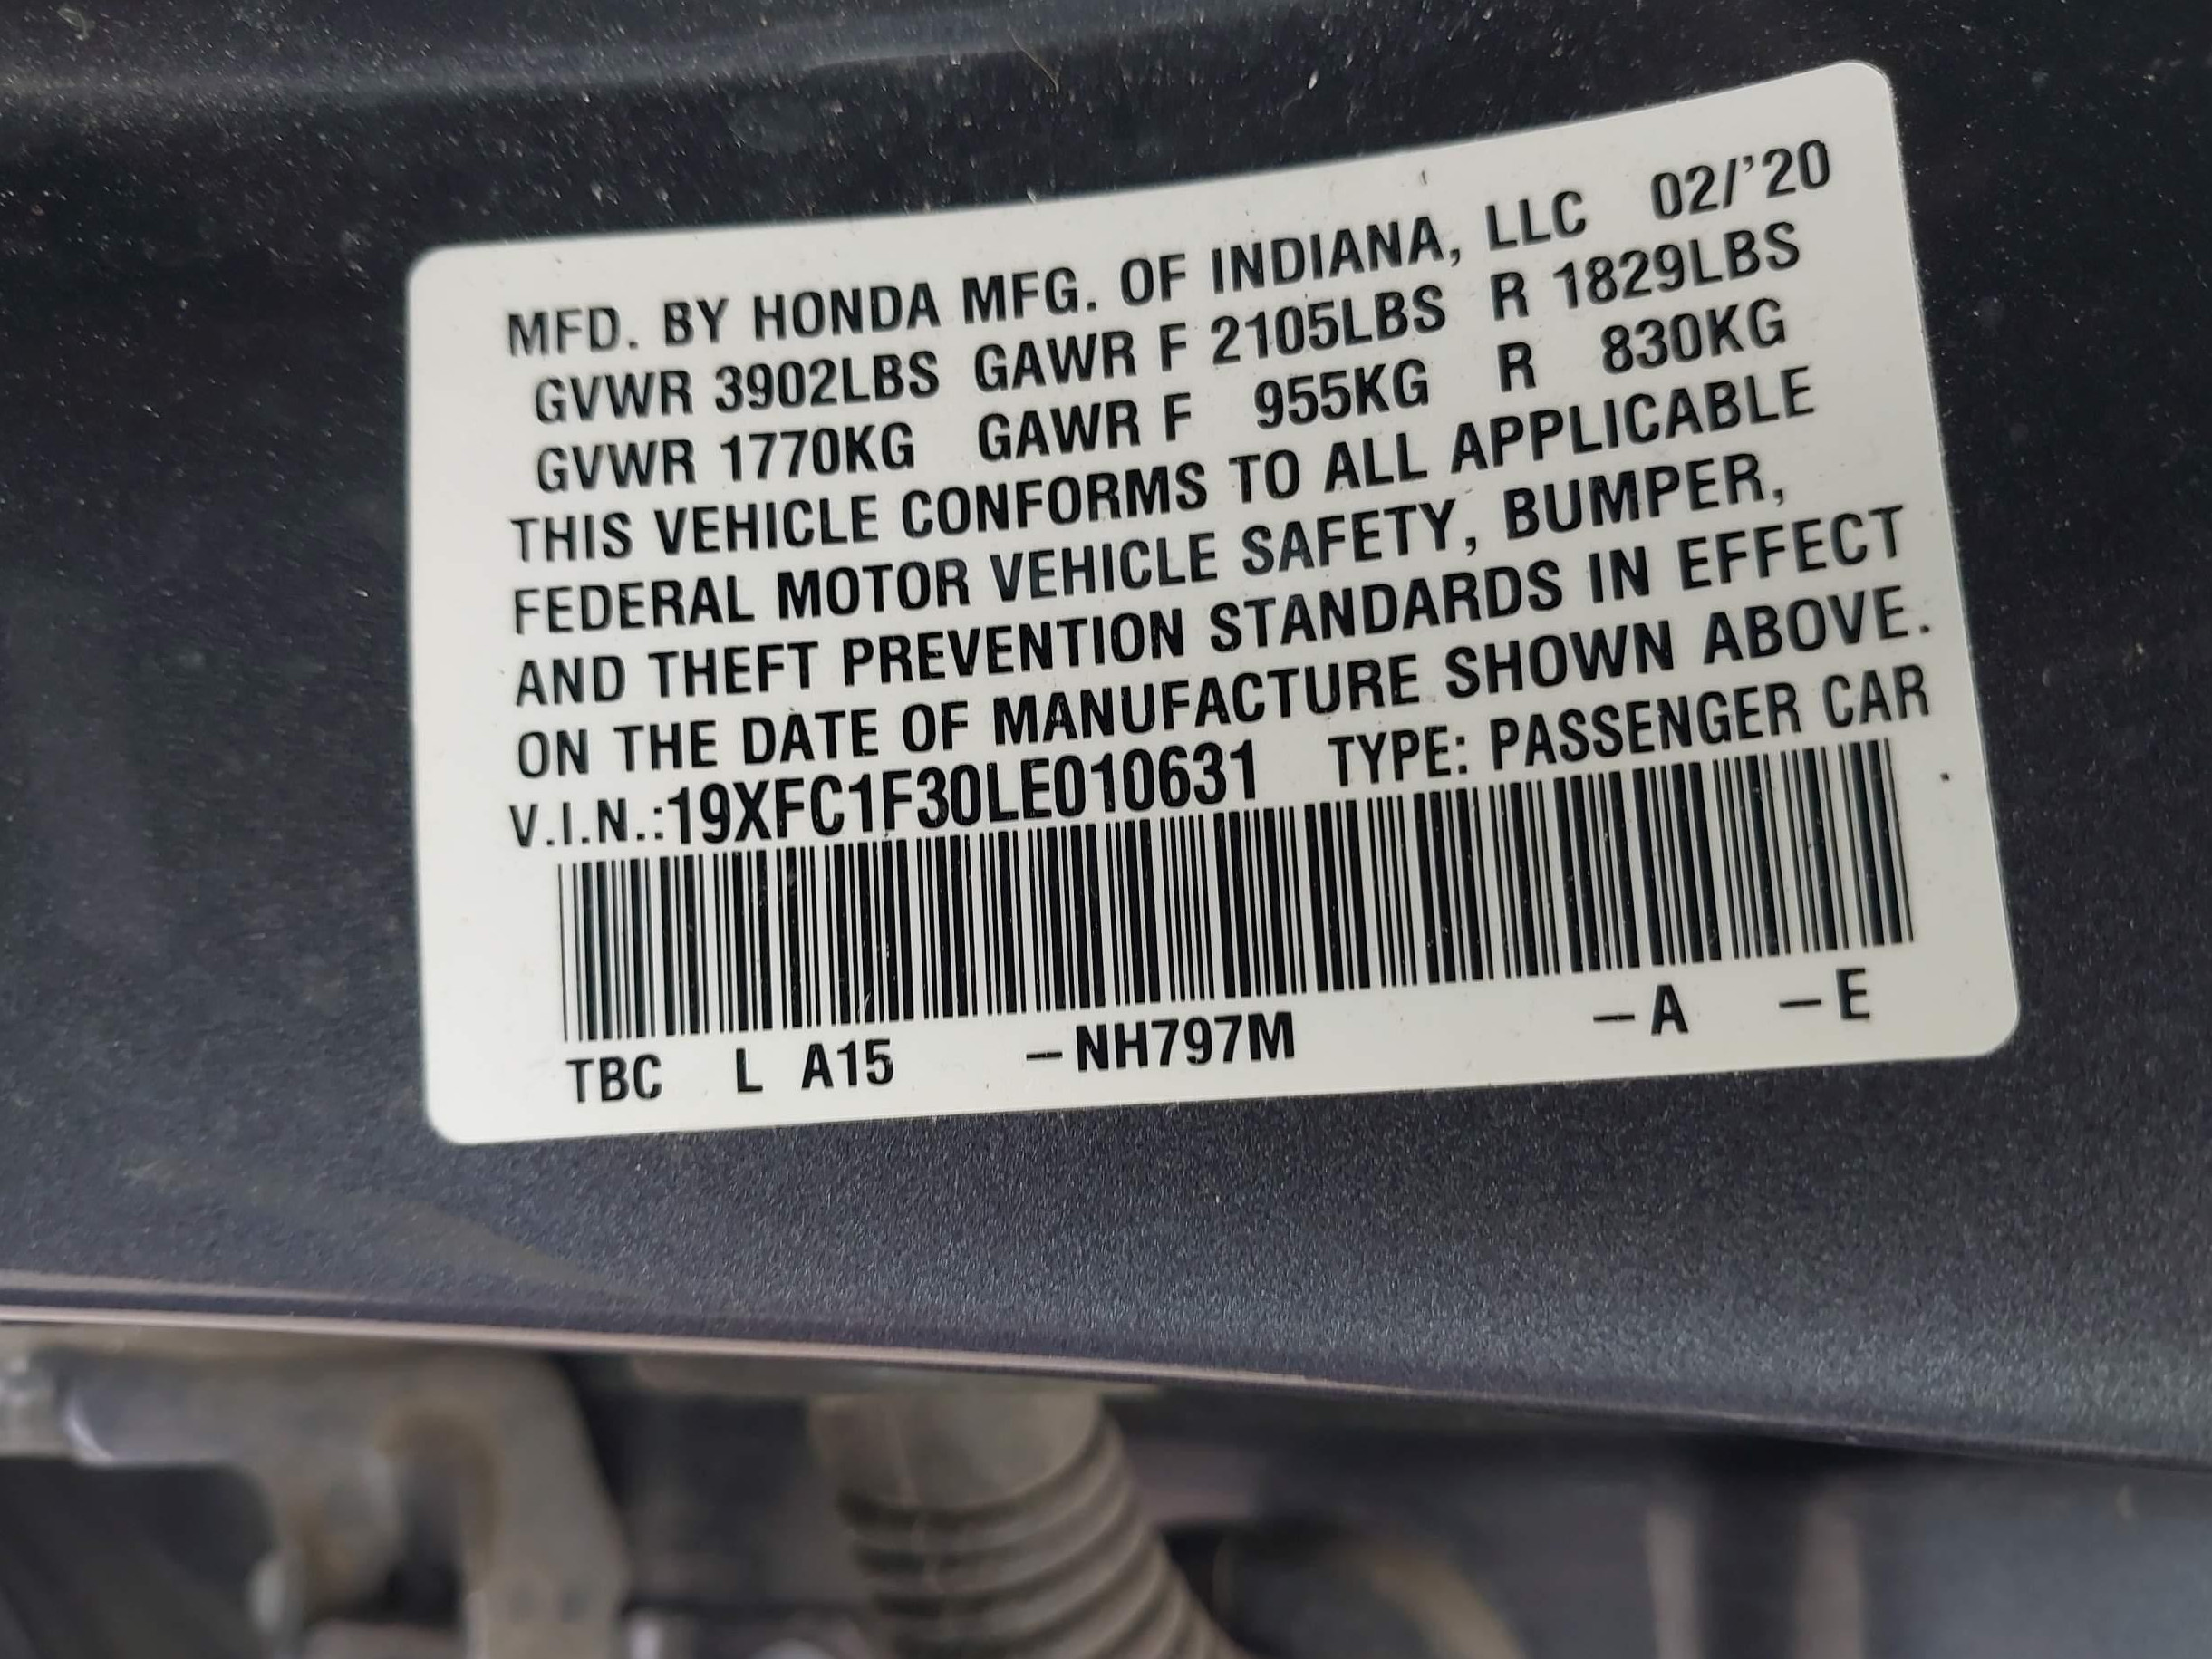 MFD. BY HONDA MFG. OF INDIANA, LLC 02/'20
GVWR 3902LBS GAWR F 2105LBS R 1829LBS
GVWR 1770KG GAWR F 955KG R 830KG
THIS VEHICLE CONFORMS TO ALL APPLICABLE
FEDERAL MOTOR VEHICLE SAFETY, BUMPER,
AND THEFT PREVENTION STANDARDS IN EFFECT
ON THE DATE OF MANUFACTURE SHOWN ABOVE.
V.I.N.:19XFC1F30LE010631 TYPE: PASSENGER CAR
TBC L A15 –NH797M –A –E